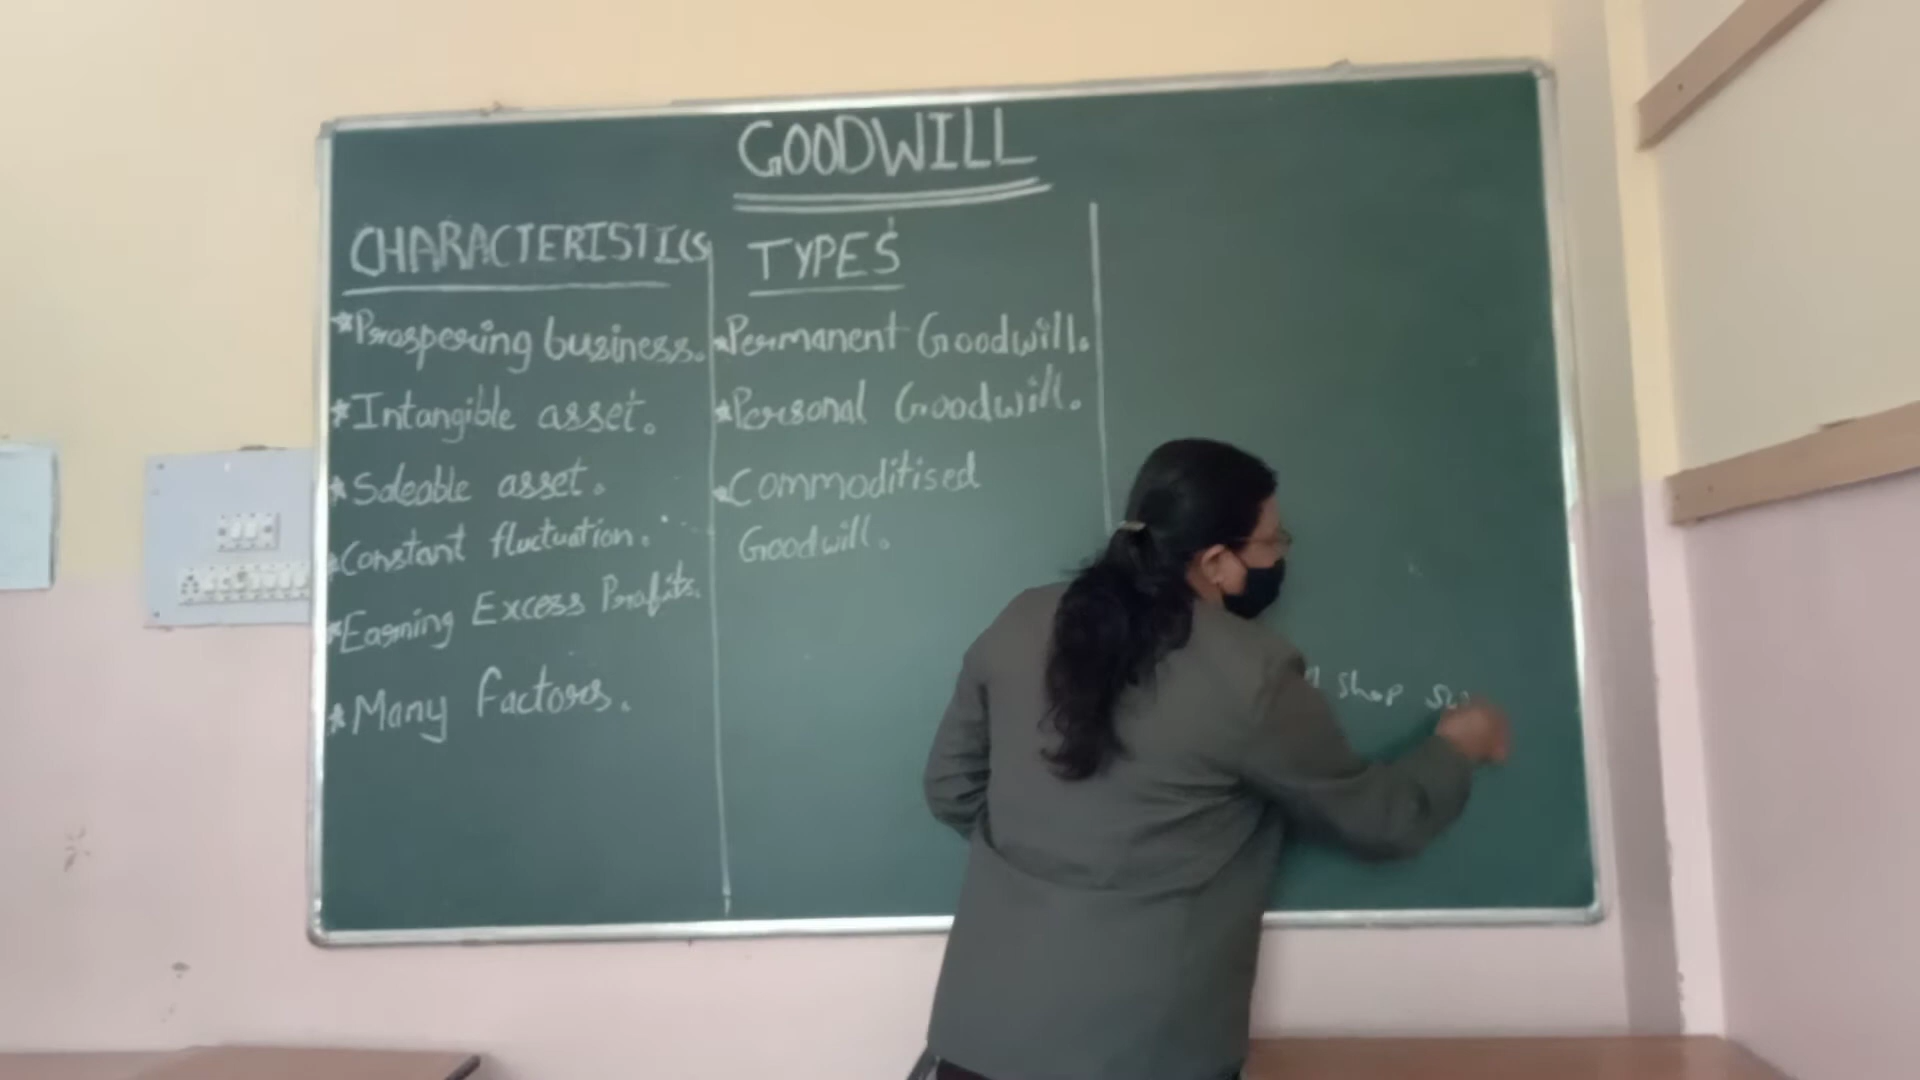 GOODWILL
CHARACTERISTICS
*Prospering business.
*Intangible asset.
*Saleable asset.
*Constant fluctuation.
*Earning Excess Profits.
*Many factors.
TYPES
*Permanent Goodwill.
*Personal Goodwill.
*Commoditised
Goodwill.
shop